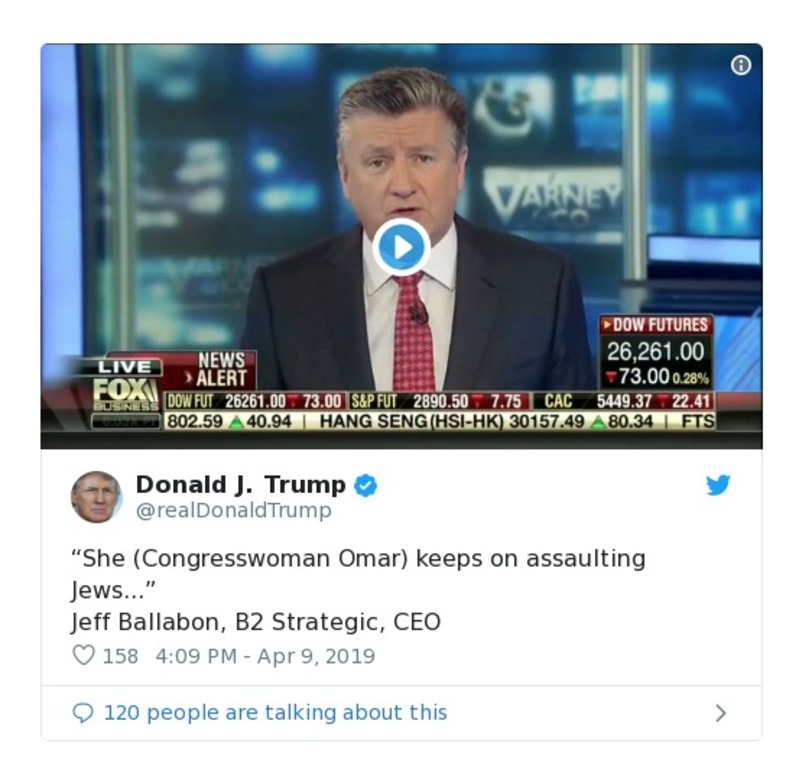 VARNEY
& CO
DOW FUTURES
26,261.00
73.00 0.28%
LIVE
NEWS
ALERT
FOX
BUSINESS
DOW FUT 26261.00 73.00 S&P FUT 2890.50 7.75 CAC 5449.37 22.41
802.59 40.94 | HANG SENG (HSI-HK) 30157.49 80.34 | FTS
Donald J. Trump
@realDonaldTrump
“She (Congresswoman Omar) keeps on assaulting
Jews...”
Jeff Ballabon, B2 Strategic, CEO
158 4:09 PM - Apr 9, 2019
120 people are talking about this